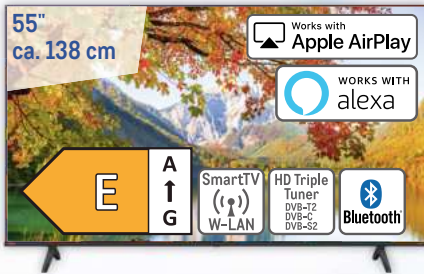 55"
ca. 138 cm
Works with
Apple AirPlay
WORKS WITH
alexa
E
A
↑
G
SmartTV
W-LAN
HD Triple
Tuner
DVB-T2
DVB-C
DVB-S2
Bluetooth